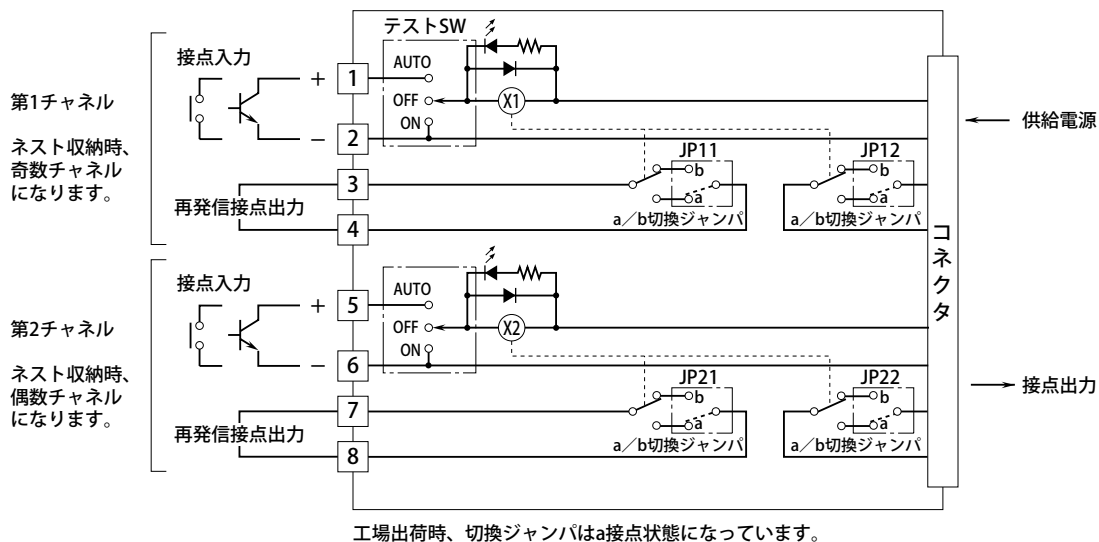 テストSW
接点入力
AUTO
+
1
第1チャネル
OFF
X1
ON
供給電源
−
2
ネスト収納時、
奇数チャネル
になります。
JP11
JP12
b
b
3
a
a
再発信接点出力
a／b切換ジャンパ
a／b切換ジャンパ
4
コネクタ
接点入力
AUTO
+
5
第2チャネル
OFF
X2
ON
−
6
ネスト収納時、
偶数チャネル
になります。
JP21
JP22
接点出力
b
b
7
a
a
再発信接点出力
a／b切換ジャンパ
a／b切換ジャンパ
8
工場出荷時、切換ジャンパはa接点状態になっています。